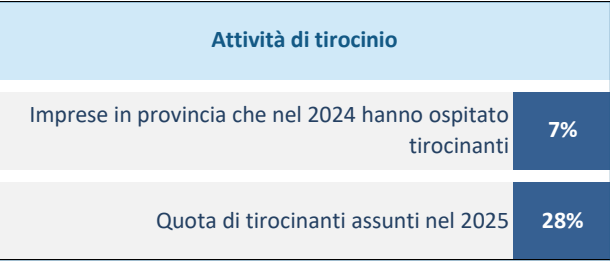 Attività di tirocinio
Imprese in provincia che nel 2024 hanno ospitato
tirocinanti
7%
Quota di tirocinanti assunti nel 2025
28%